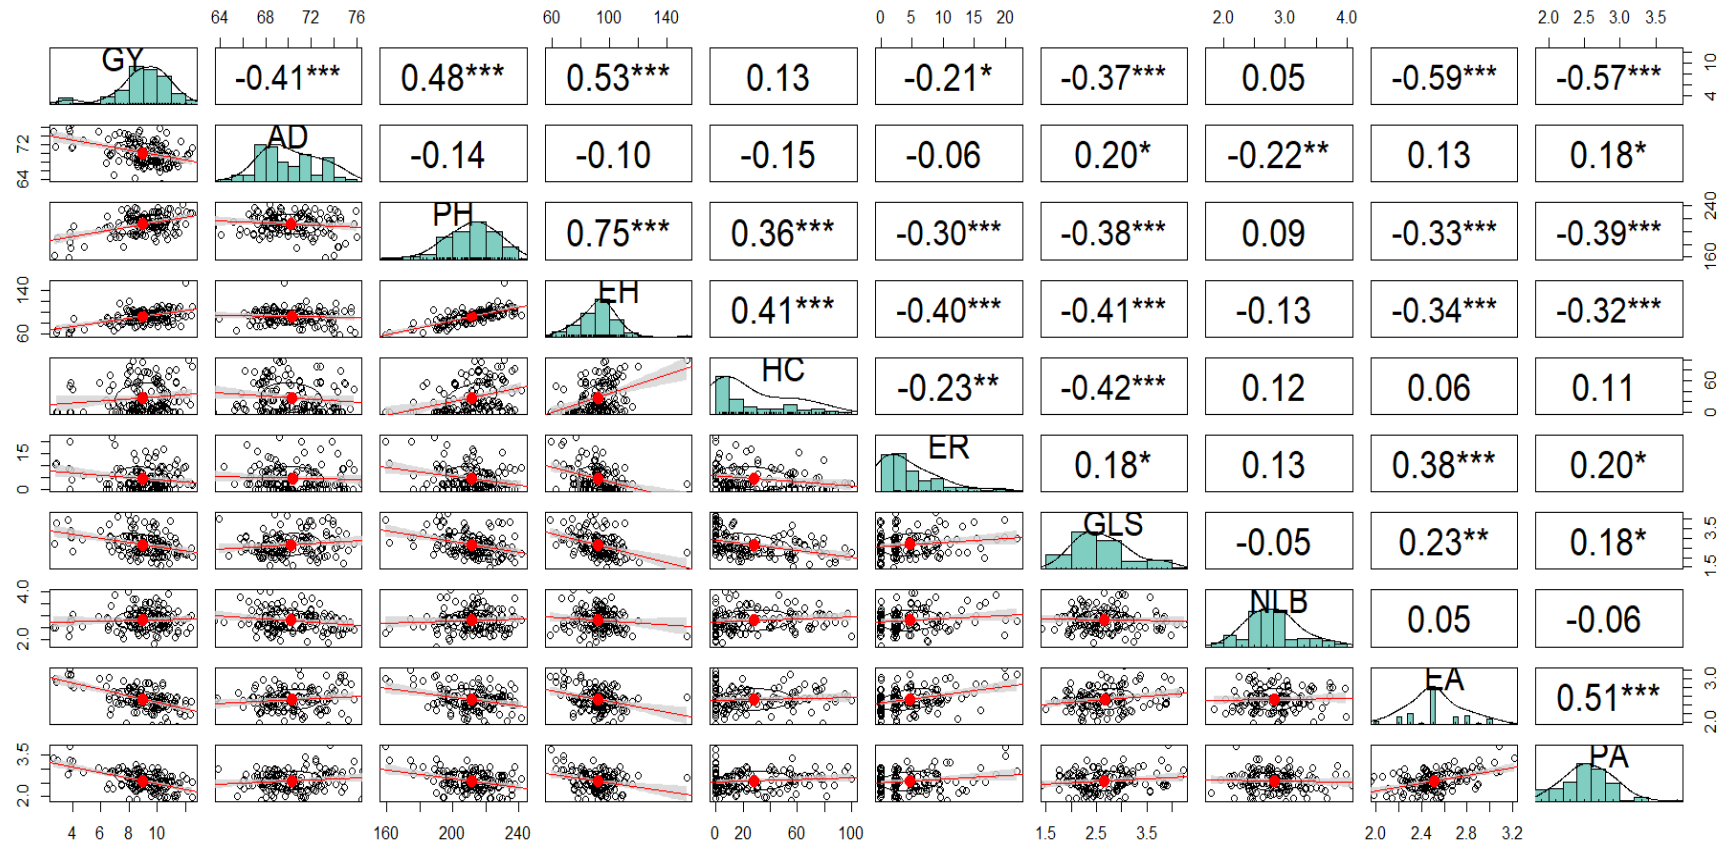 64 68 72 76 60 100 140 0 5 10 15 20 2.0 3.0 4.0 2.0 2.5 3.0 3.5
GY -0.41*** 0.48*** 0.53*** 0.13 -0.21* -0.37*** 0.05 -0.59*** -0.57*** 4 10
64 72 AD -0.14 -0.10 -0.15 -0.06 0.20* -0.22** 0.13 0.18*
PH 0.75*** 0.36*** -0.30*** -0.38*** 0.09 -0.33*** -0.39*** 160 240
60 140 EH 0.41*** -0.40*** -0.41*** -0.13 -0.34*** -0.32***
HC -0.23** -0.42*** 0.12 0.06 0.11 0 60
0 15 ER 0.18* 0.13 0.38*** 0.20*
GLS -0.05 0.23** 0.18* 1.5 3.5
2.0 4.0 NLB 0.05 -0.06
EA 0.51*** 2.0 3.0
2.0 3.5 PA
4 6 8 10 160 200 240 0 20 60 100 1.5 2.5 3.5 2.0 2.4 2.8 3.2